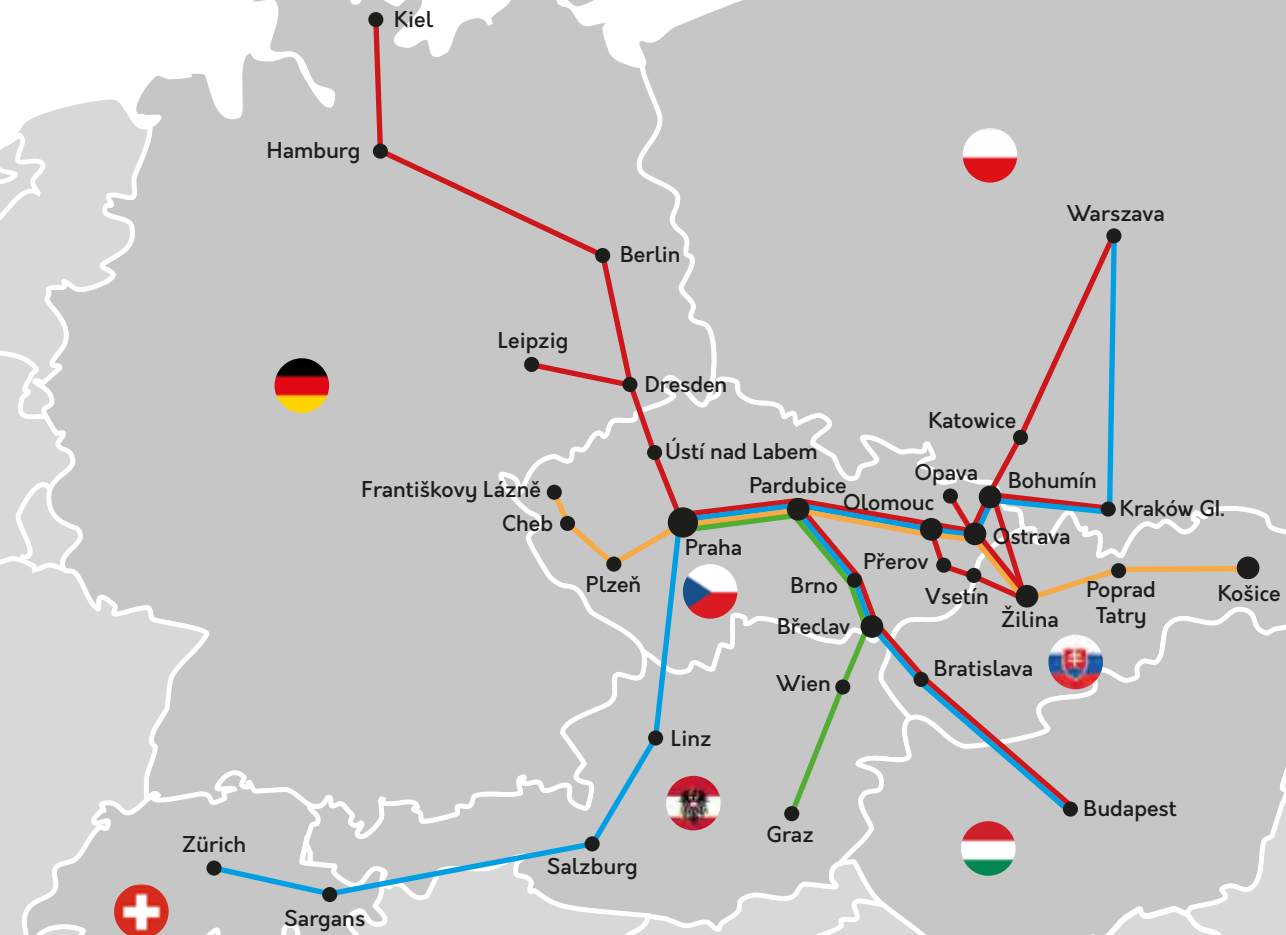 Kiel
Hamburg
Warszava
Berlin
Leipzig
Dresden
Katowice
Ústí nad Labem
Opava
Bohumín
Pardubice
Františkovy Lázně
Olomouc
Kraków Gl.
Cheb
Ostrava
Praha
Přerov
Plzeň
Brno
Vsetín
Poprad
Tatry
Košice
Žilina
Břeclav
Bratislava
Wien
Linz
Budapest
Graz
Zürich
Salzburg
Sargans